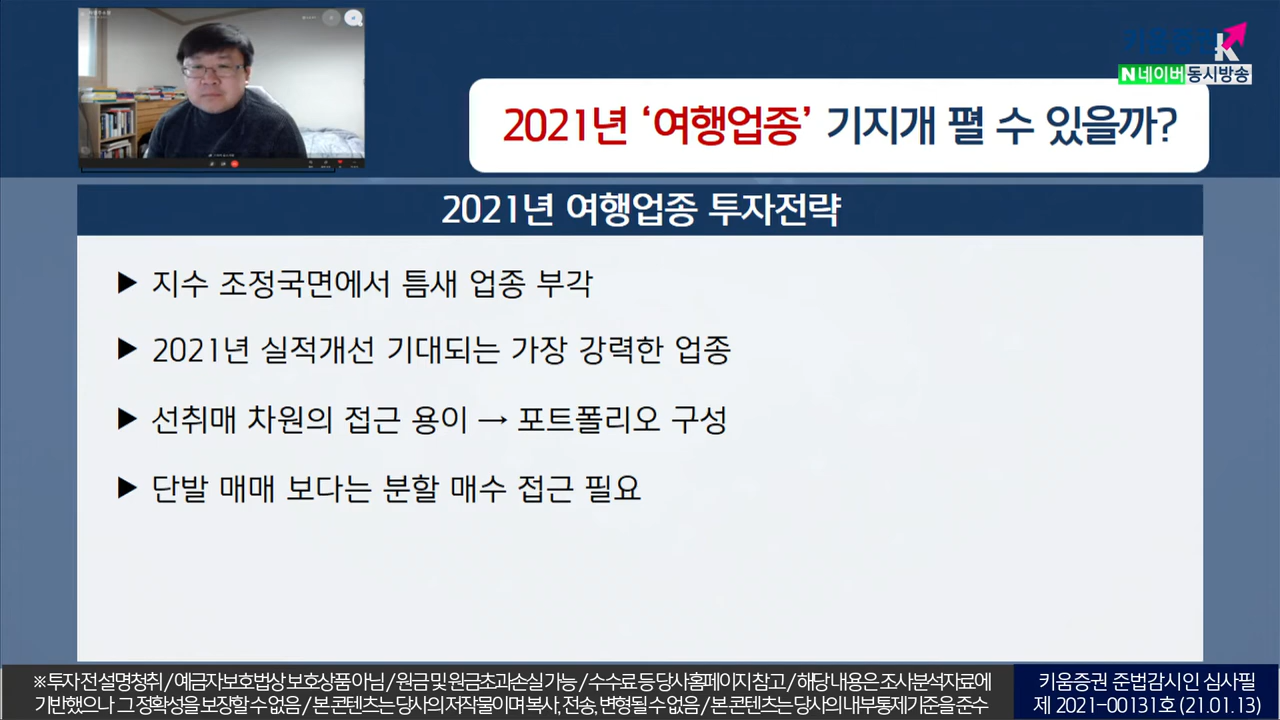 키움증권
N 네이버 동시방송
2021년 ‘여행업종’ 기지개 펼 수 있을까?
2021년 여행업종 투자전략
▶ 지수 조정국면에서 틈새 업종 부각
▶ 2021년 실적개선 기대되는 가장 강력한 업종
▶ 선취매 차원의 접근 용이 → 포트폴리오 구성
▶ 단발 매매 보다는 분할 매수 접근 필요
※ 투자 전 설명청취 / 예금자보호법상 보호상품 아님 / 원금 및 원금초과손실 가능 / 수수료 등 당사홈페이지 참고 / 해당 내용은 조사분석자료에
기반했으나 그 정확성을 보장할 수 없음 / 본 콘텐츠는 당사의 저작물이며 복사, 전송, 변형될 수 없음 / 본 콘텐츠는 당사의 내부통제기준을 준수
키움증권 준법감시인 심사필
제 2021-00131호 (21.01.13)